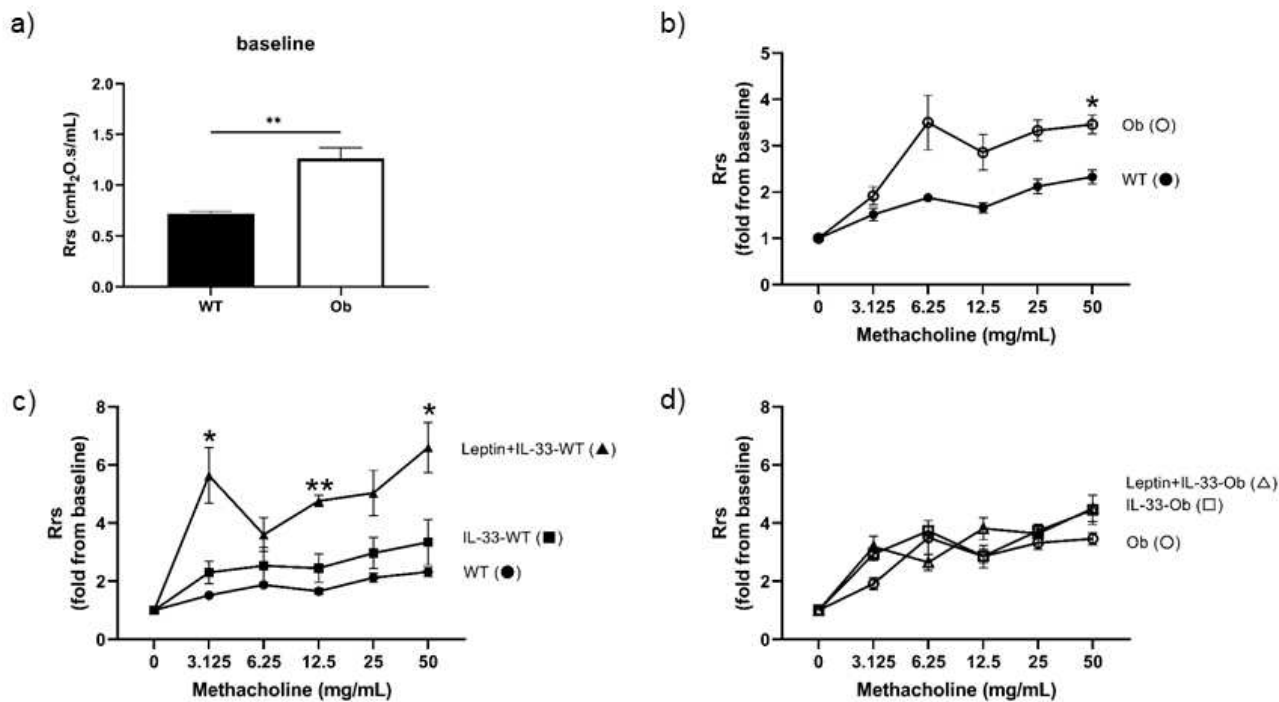 a)
baseline
2.0
1.5
1.0
0.5
0.0
Rrs (cmH₂O.s/mL)
**
WT
Ob
b)
5
4
3
2
1
0
Rrs
(fold from baseline)
*
Ob (○)
WT (●)
0 3.125 6.25 12.5 25 50
Methacholine (mg/mL)
c)
8
6
4
2
0
Rrs
(fold from baseline)
*
**
*
Leptin+IL-33-WT (▲)
IL-33-WT (■)
WT (●)
0 3.125 6.25 12.5 25 50
Methacholine (mg/mL)
d)
8
6
4
2
0
Rrs
(fold from baseline)
Leptin+IL-33-Ob (△)
IL-33-Ob (□)
Ob (○)
0 3.125 6.25 12.5 25 50
Methacholine (mg/mL)